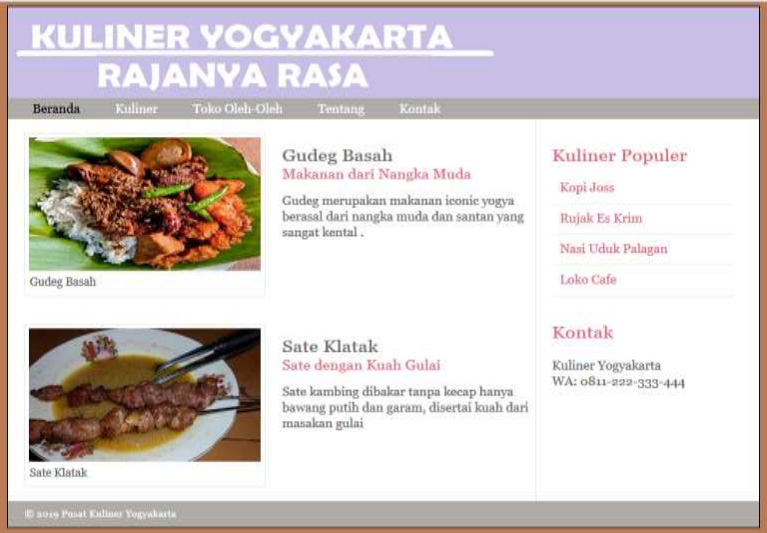 KULINER YOGYAKARTA
RAJANYA RASA
Beranda Kuliner Toko Oleh-Oleh Tentang Kontak
Gudeg Basah
Gudeg Basah
Makanan dari Nangka Muda
Gudeg merupakan makanan iconic yogya
berasal dari nangka muda dan santan yang
sangat kental .
Sate Klatak
Sate Klatak
Sate dengan Kuah Gulai
Sate kambing dibakar tanpa kecap hanya
bawang putih dan garam, disertai kuah dari
masakan gulai
Kuliner Populer
Kopi Joss
Rujak Es Krim
Nasi Uduk Palagan
Loko Cafe
Kontak
Kuliner Yogyakarta
WA: 0811-222-333-444
© 2019 Pusat Kuliner Yogyakarta